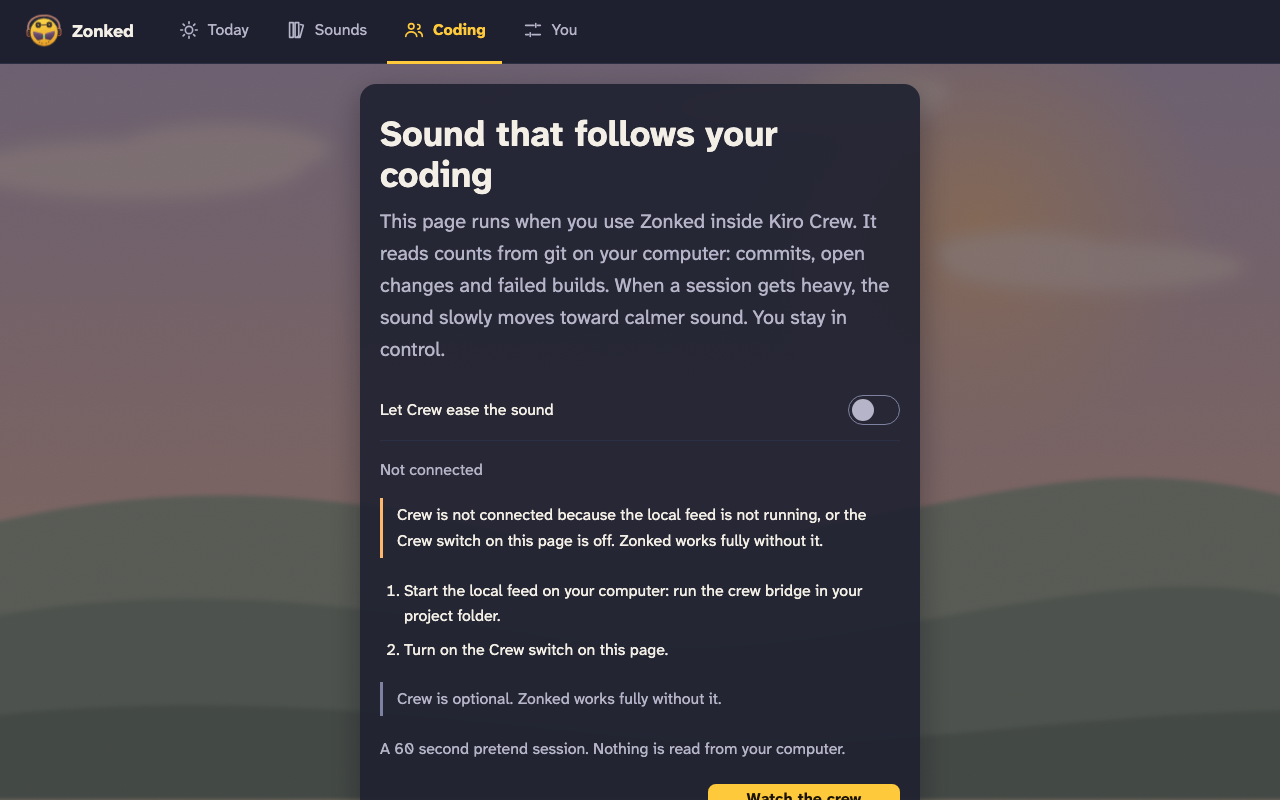 Zonked
Today
Sounds
Coding
You
Sound that follows your
coding
This page runs when you use Zonked inside Kiro Crew. It
reads counts from git on your computer: commits, open
changes and failed builds. When a session gets heavy, the
sound slowly moves toward calmer sound. You stay in
control.
Let Crew ease the sound
Not connected
Crew is not connected because the local feed is not running, or the
Crew switch on this page is off. Zonked works fully without it.
1. Start the local feed on your computer: run the crew bridge in your
project folder.
2. Turn on the Crew switch on this page.
Crew is optional. Zonked works fully without it.
A 60 second pretend session. Nothing is read from your computer.
Watch the crew